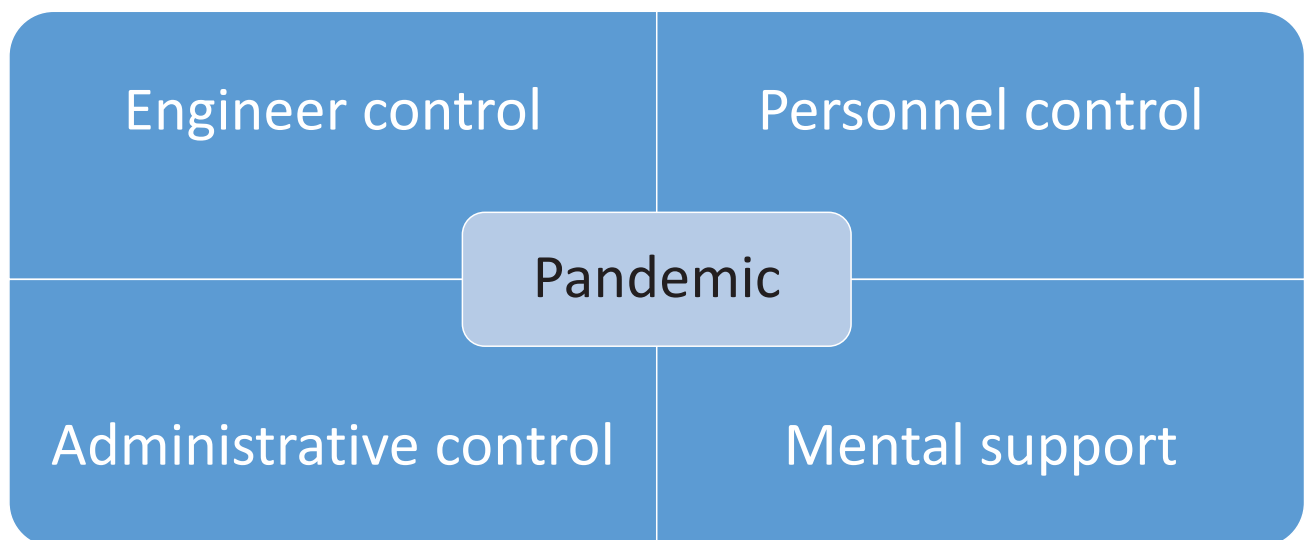 Engineer control
Personnel control
Pandemic
Administrative control
Mental support